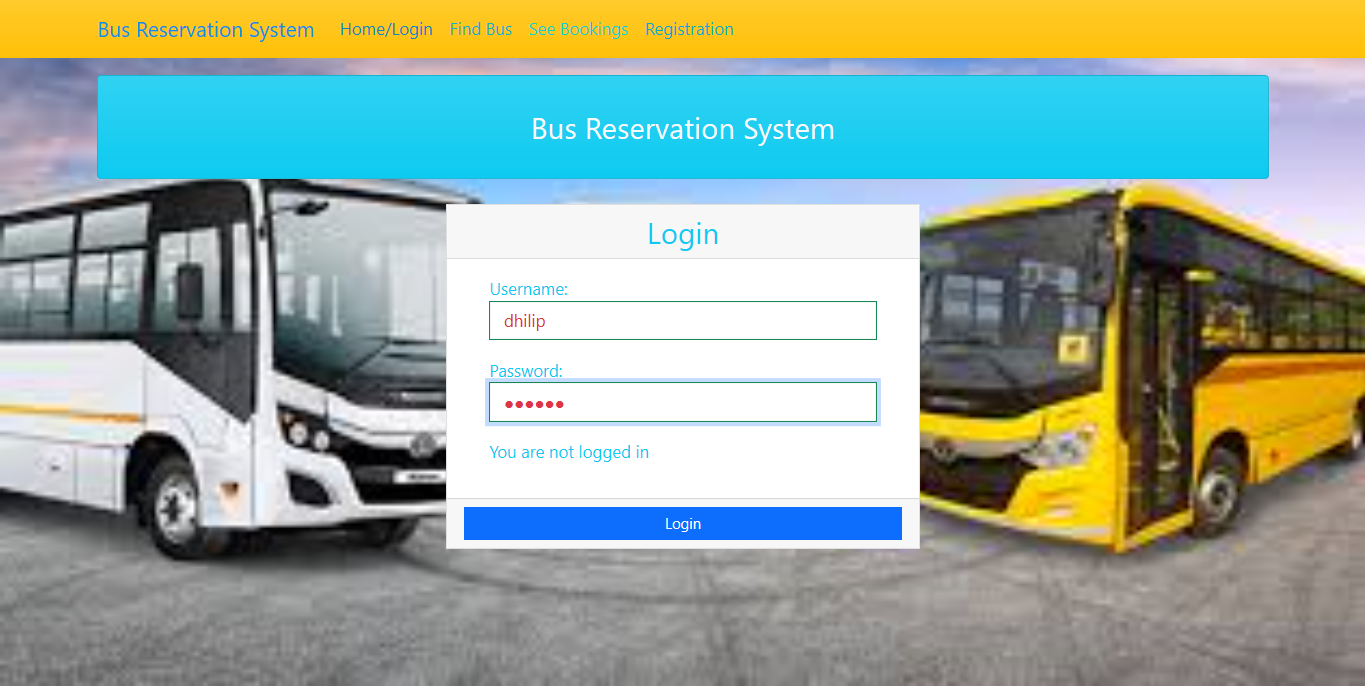 Bus Reservation System Home/Login Find Bus See Bookings Registration
Bus Reservation System
Login
Username:
dhilip
Password:
●●●●●●
You are not logged in
Login